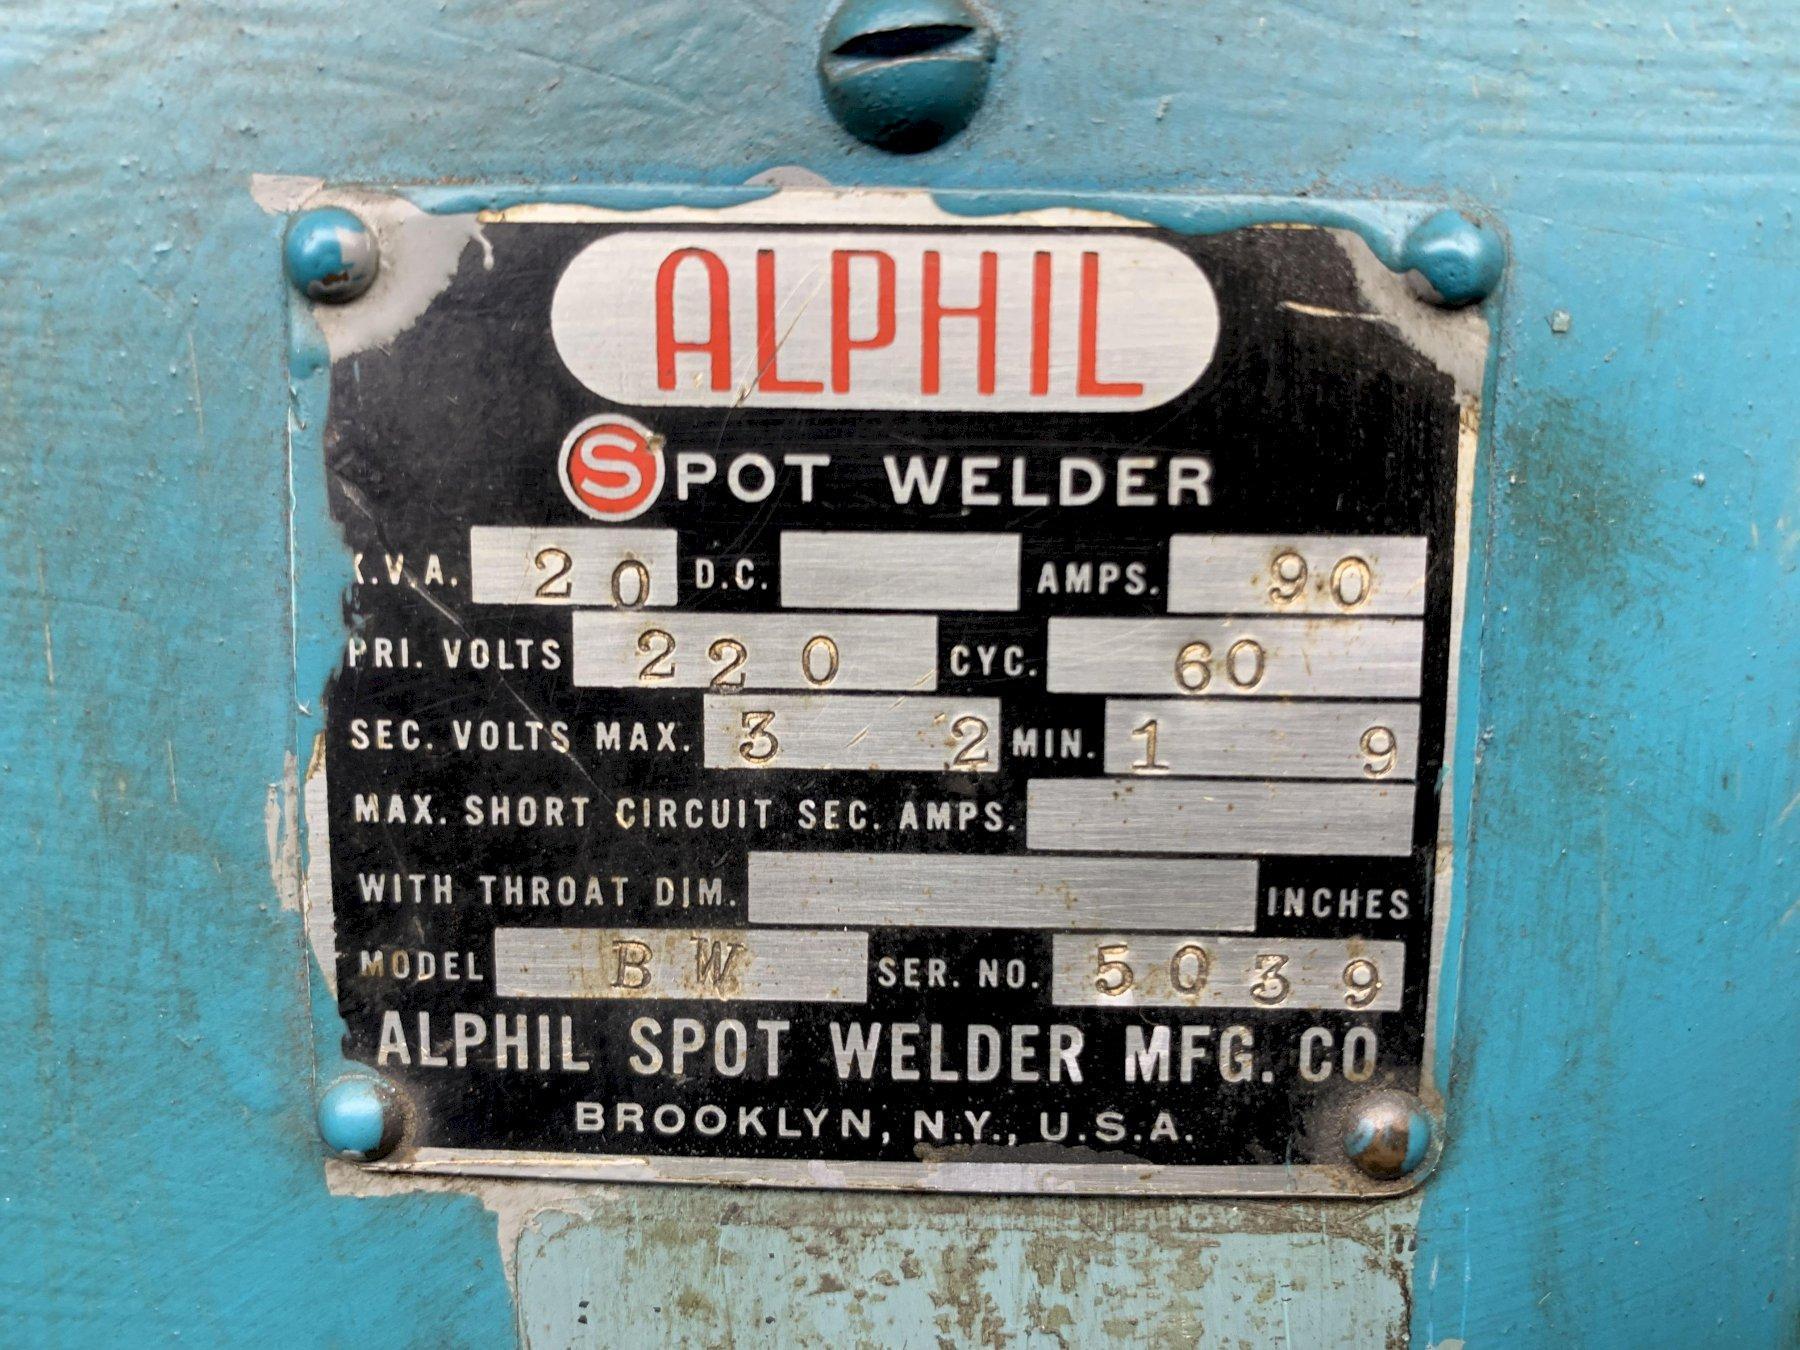 ALPHIL
SPOT WELDER
K.V.A. 20 D.C. AMPS. 90
PRI. VOLTS 220 CYC. 60
SEC. VOLTS MAX. 3 2 MIN. 1 9
MAX. SHORT CIRCUIT SEC. AMPS.
WITH THROAT DIM. INCHES
MODEL BW SER. NO. 5039
ALPHIL SPOT WELDER MFG. CO
BROOKLYN, N.Y., U.S.A.